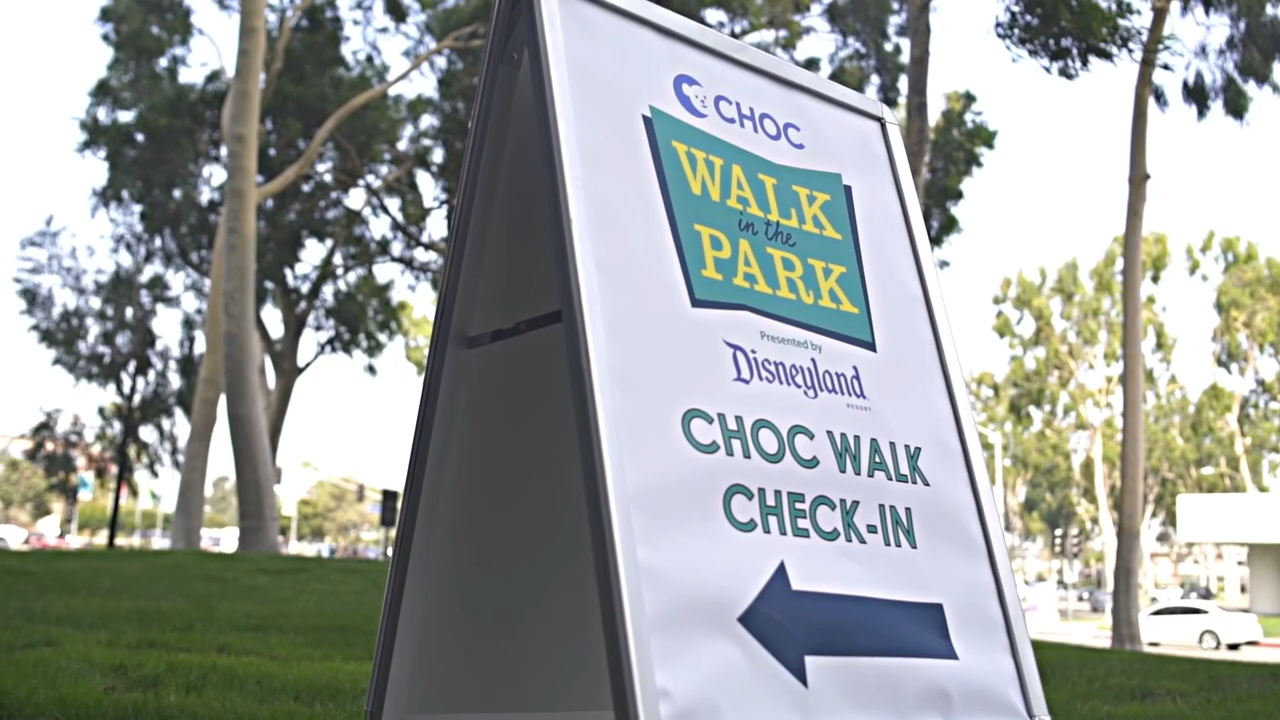 CHOC
WALK
in the
PARK
Presented by
Disneyland
RESORT
CHOC WALK
CHECK-IN